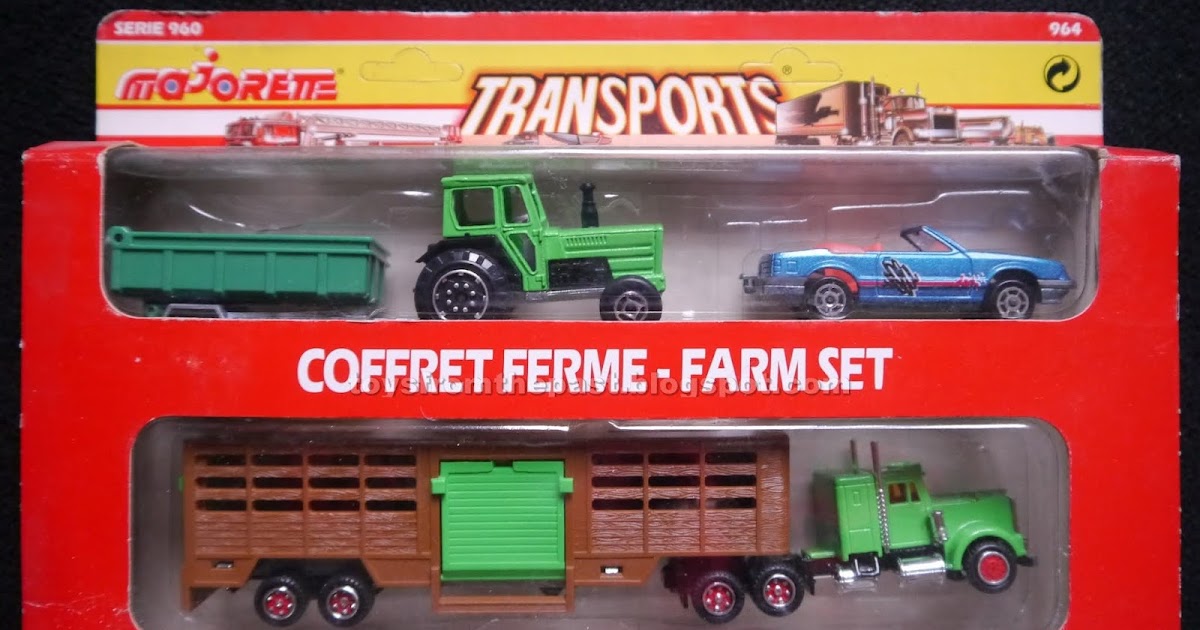 SERIE 960
964
majorette
TRANSPORTS
COFFRET FERME - FARM SET
toysfromthepast.blogspot.com